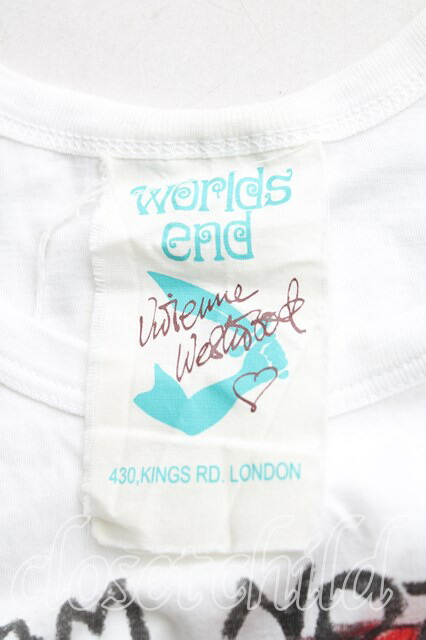 worlds
end
Vivienne
Westwood
430,KINGS RD. LONDON
closet child